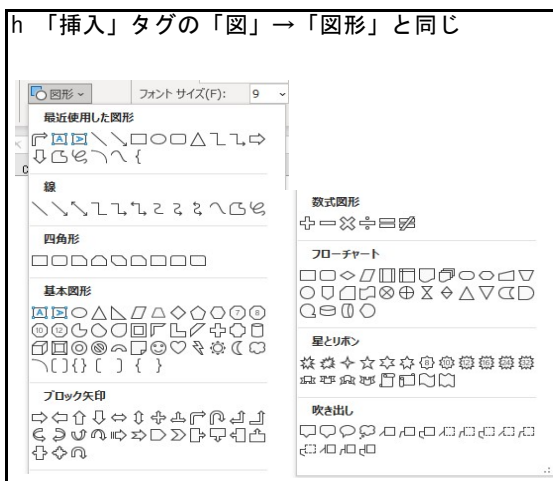 h 「挿入」タグの「図」→「図形」と同じ
図形 フォント サイズ(F): 9
最近使用した図形
線
四角形
基本図形
ブロック矢印
数式図形
フローチャート
星とリボン
吹き出し